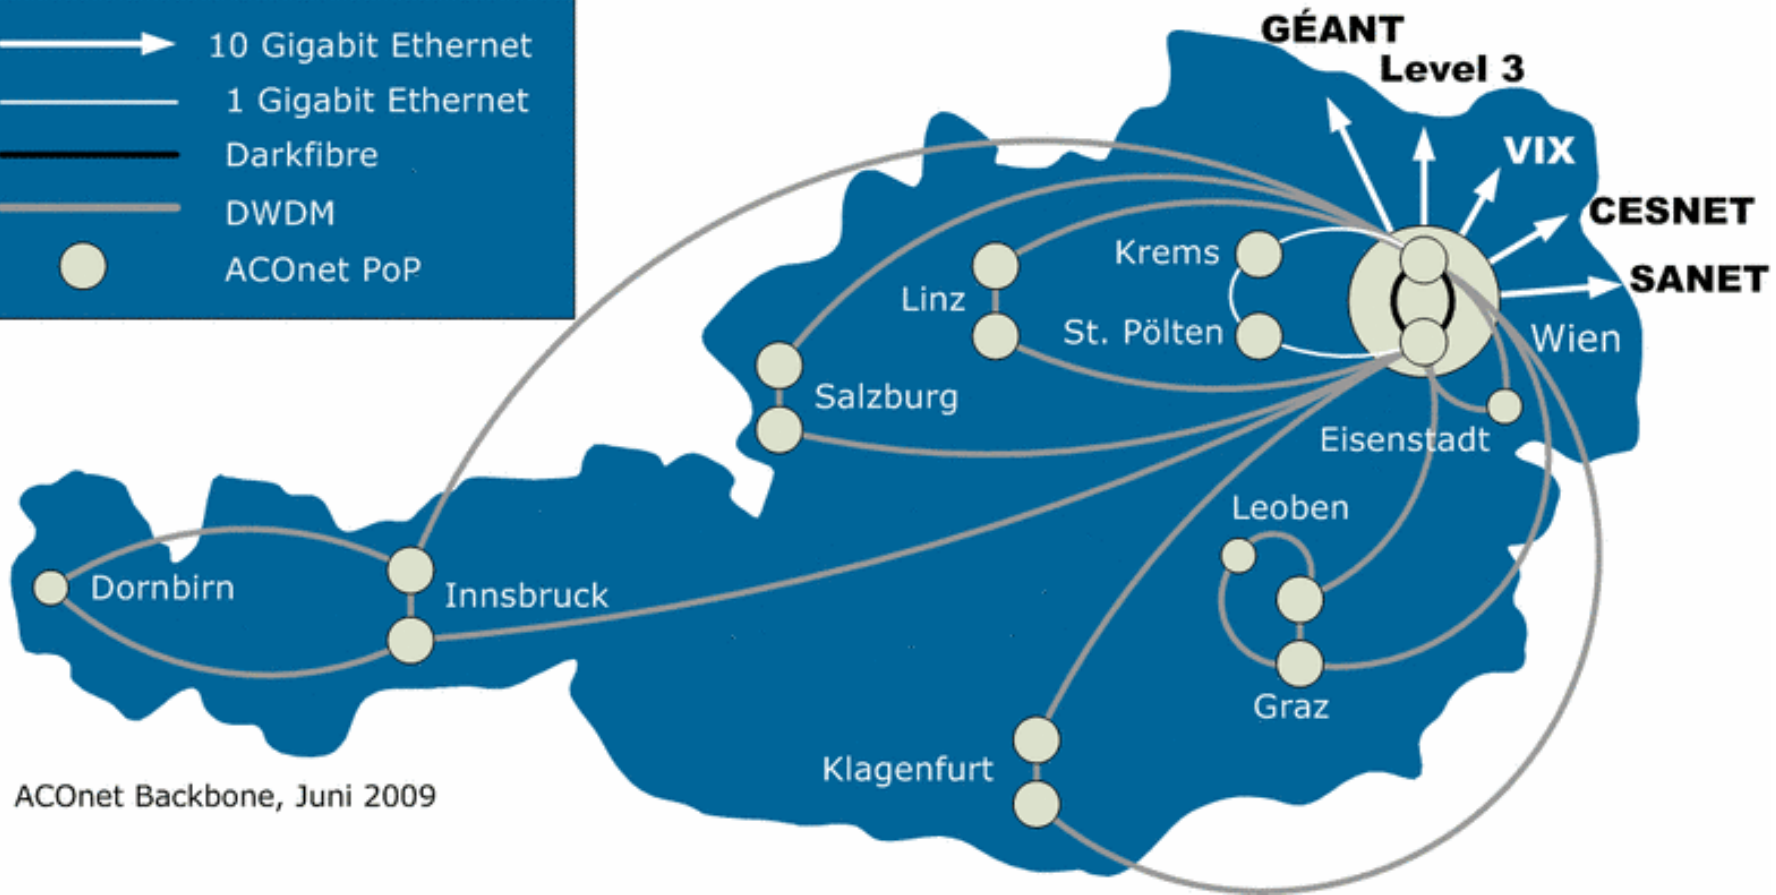 10 Gigabit Ethernet
1 Gigabit Ethernet
Darkfibre
DWDM
ACOnet PoP
GÉANT
Level 3
VIX
CESNET
SANET
Wien
Krems
Linz
St. Pölten
Salzburg
Eisenstadt
Leoben
Dornbirn
Innsbruck
Graz
Klagenfurt
ACOnet Backbone, Juni 2009